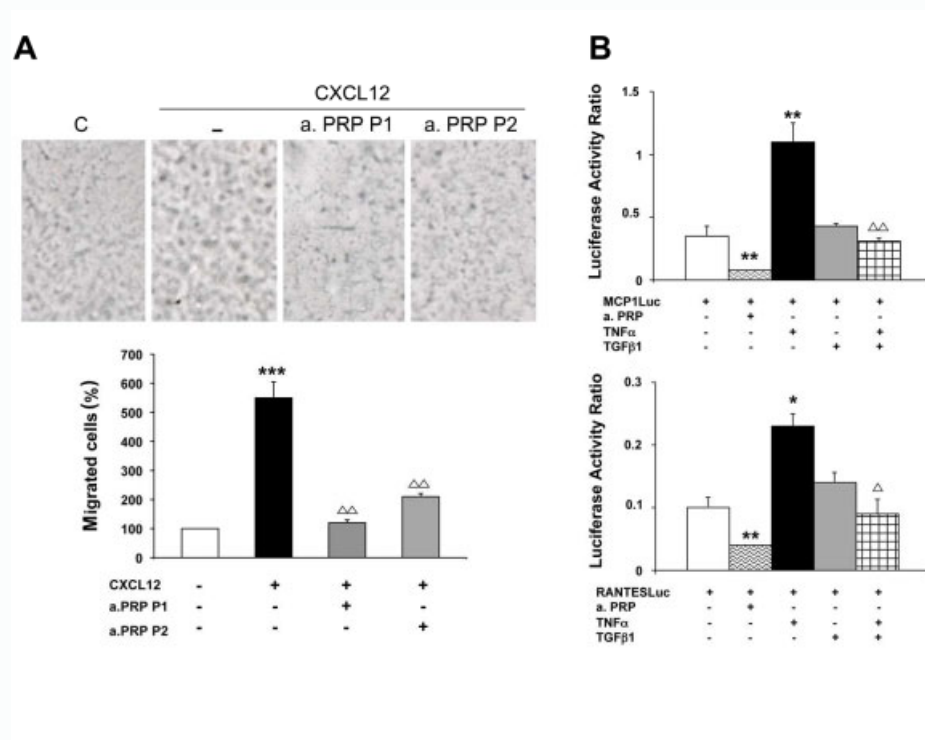 A
CXCL12
C – a. PRP P1 a. PRP P2
Migrated cells (%)
700
600
500
400
300
200
100
0
***
△△
△△
CXCL12 - + + +
a.PRP P1 - - + -
a.PRP P2 - - - +
B
Luciferase Activity Ratio
1.5
1
0.5
0
**
**
△△
MCP1Luc + + + + +
a. PRP - + - - -
TNFα - - + - +
TGFβ1 - - - + +
Luciferase Activity Ratio
0.3
0.2
0.1
0
**
*
△
RANTESLuc + + + + +
a. PRP - + - - -
TNFα - - + - +
TGFβ1 - - - + +